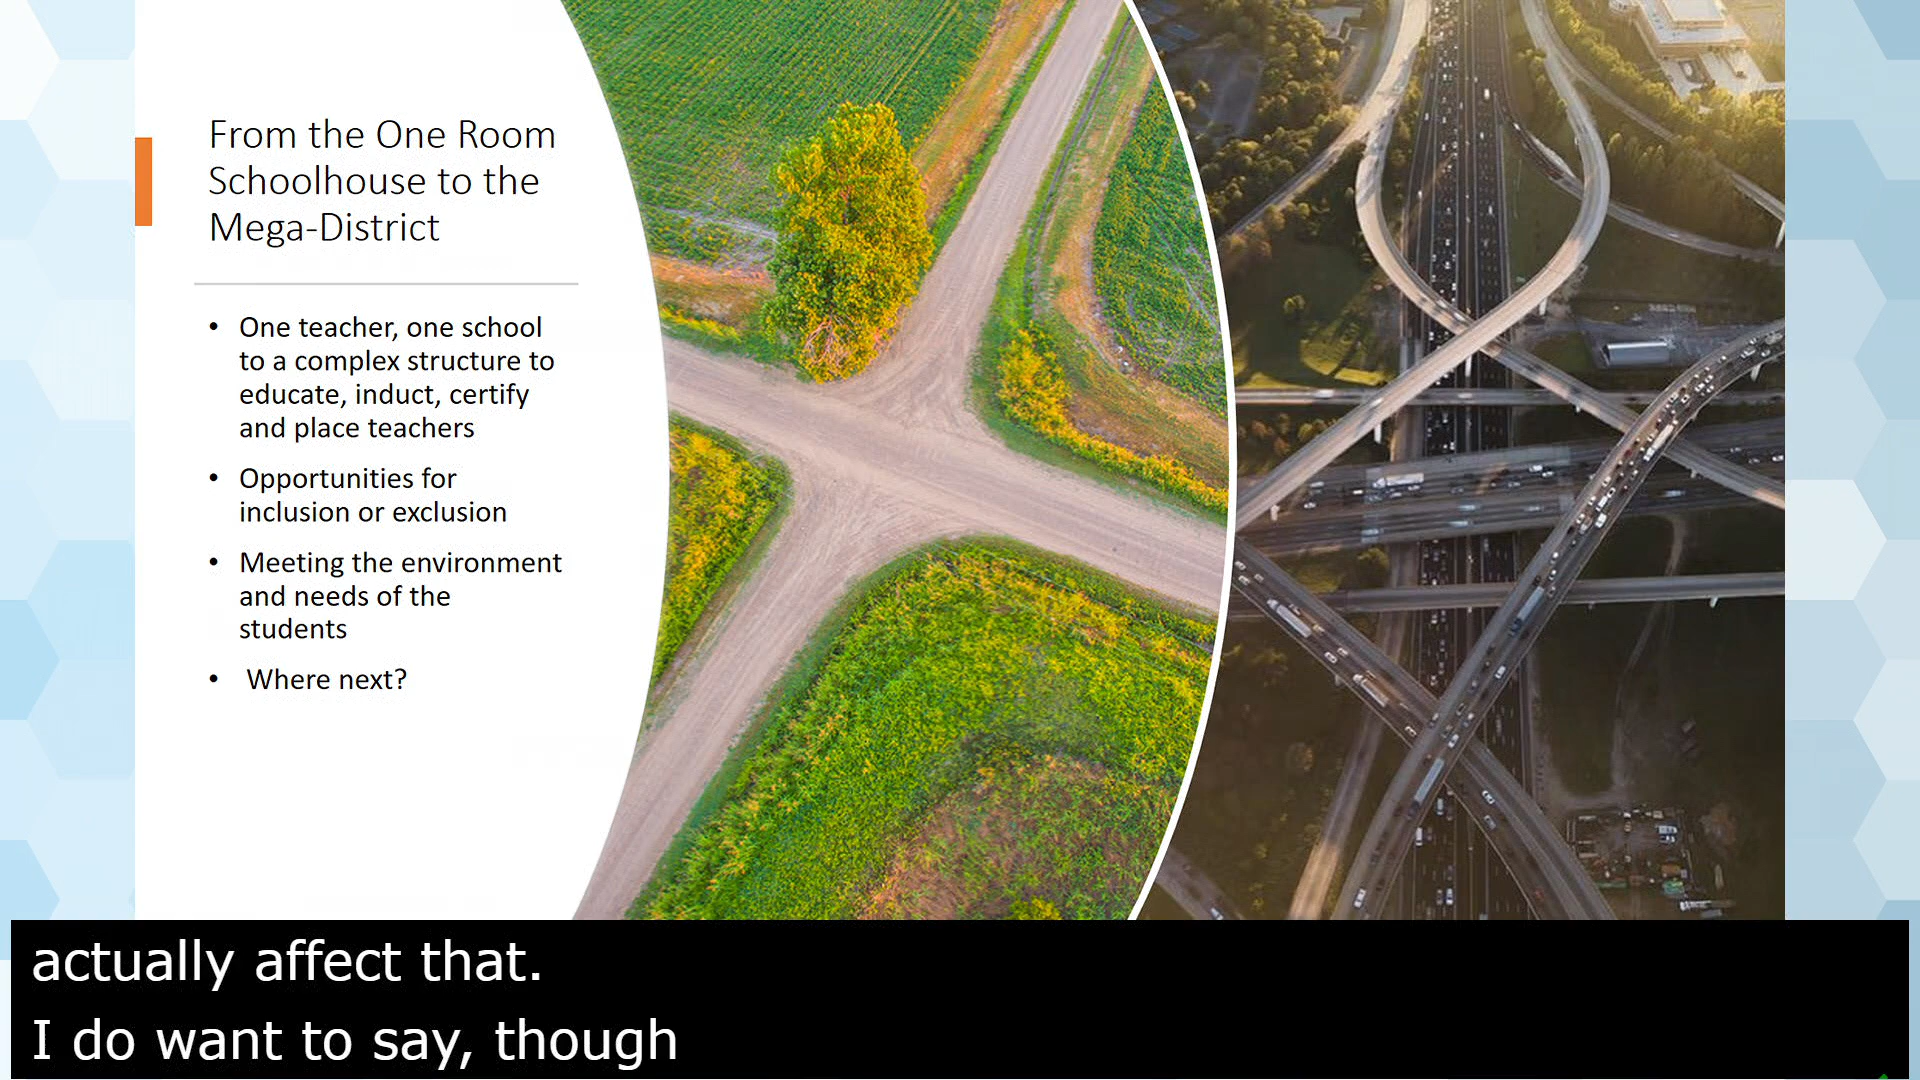 From the One Room
Schoolhouse to the
Mega-District
• One teacher, one school
to a complex structure to
educate, induct, certify
and place teachers
• Opportunities for
inclusion or exclusion
• Meeting the environment
and needs of the
students
• Where next?
actually affect that.
I do want to say, though